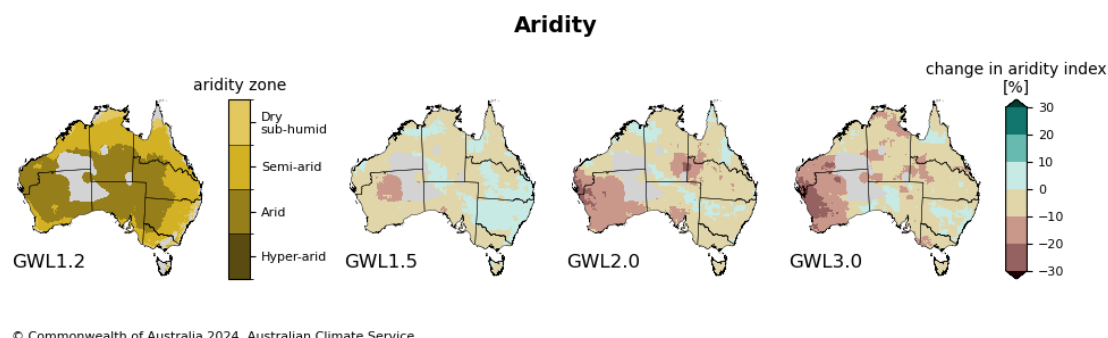 Aridity
aridity zone
Dry
sub-humid
Semi-arid
Arid
Hyper-arid
GWL1.2
GWL1.5
GWL2.0
GWL3.0
change in aridity index
[%]
30
20
10
0
−10
−20
−30
© Commonwealth of Australia 2024, Australian Climate Service